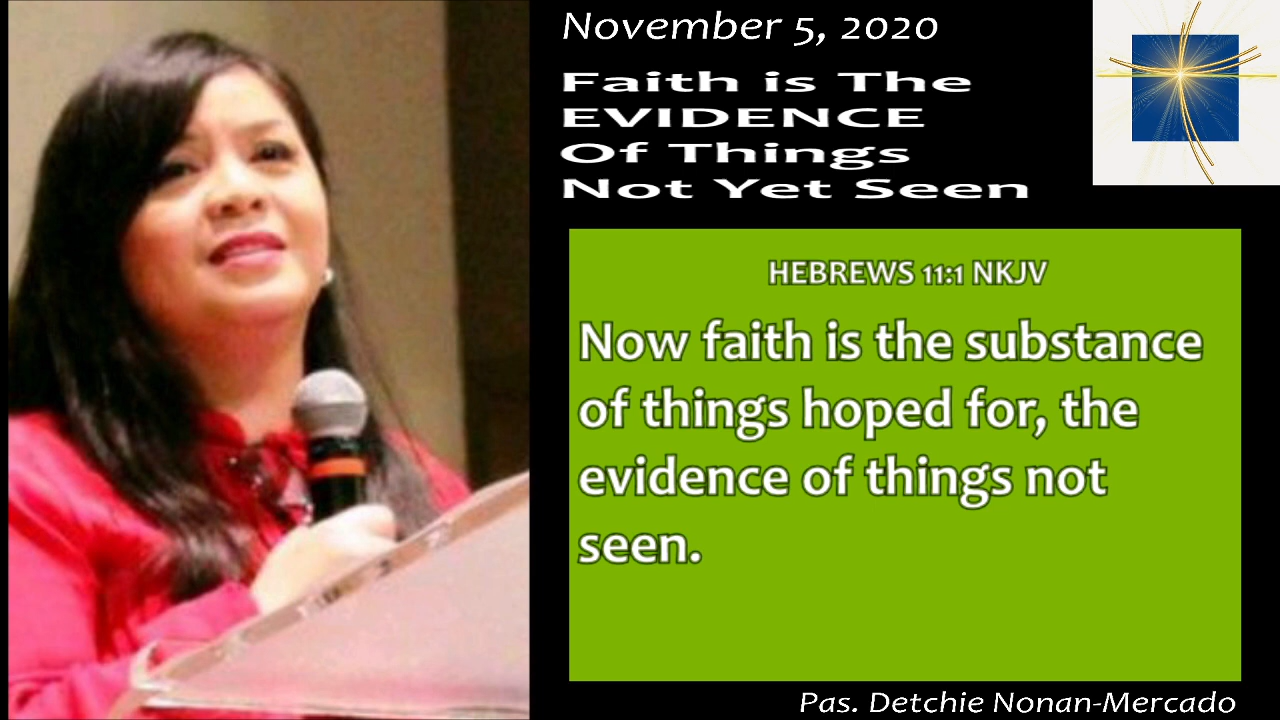 November 5, 2020
Faith is The
EVIDENCE
Of Things
Not Yet Seen
HEBREWS 11:1 NKJV
Now faith is the substance
of things hoped for, the
evidence of things not
seen.
Pas. Detchie Nonan-Mercado